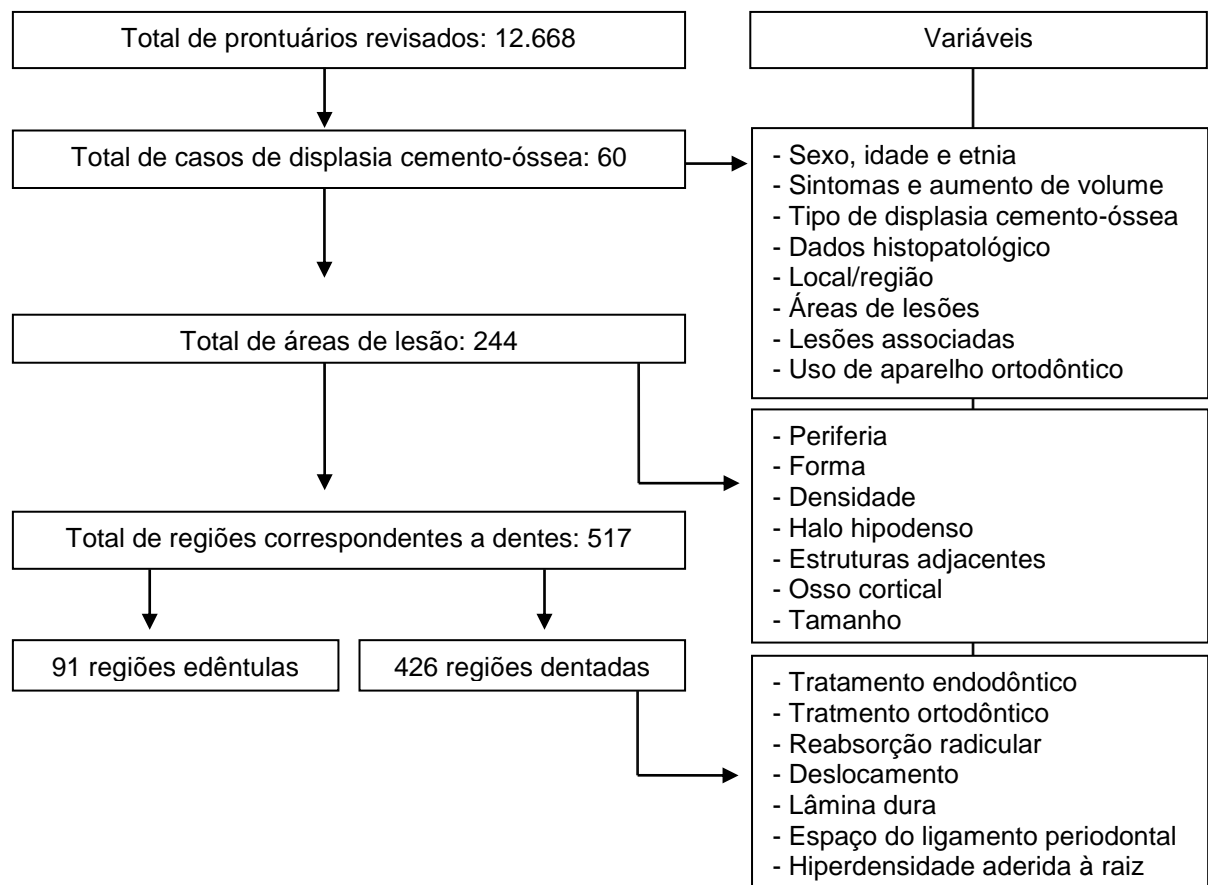 Total de prontuários revisados: 12.668
Variáveis
Total de casos de displasia cemento-óssea: 60
- Sexo, idade e etnia
- Sintomas e aumento de volume
- Tipo de displasia cemento-óssea
- Dados histopatológico
- Local/região
- Áreas de lesões
- Lesões associadas
- Uso de aparelho ortodôntico
Total de áreas de lesão: 244
- Periferia
- Forma
- Densidade
- Halo hipodenso
- Estruturas adjacentes
- Osso cortical
- Tamanho
Total de regiões correspondentes a dentes: 517
91 regiões edêntulas
426 regiões dentadas
- Tratamento endodôntico
- Tratmento ortodôntico
- Reabsorção radicular
- Deslocamento
- Lâmina dura
- Espaço do ligamento periodontal
- Hiperdensidade aderida à raiz